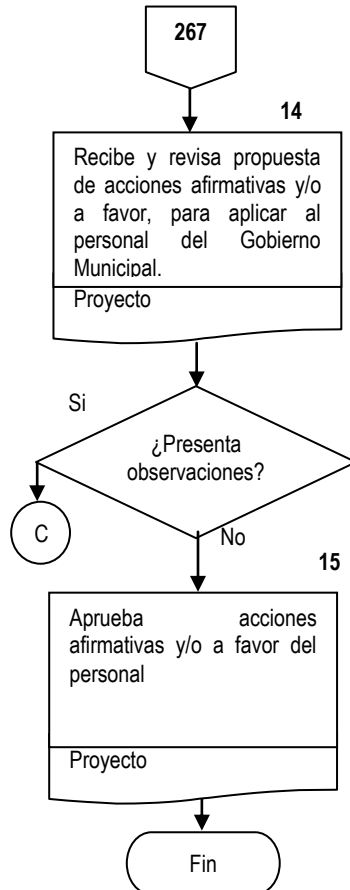 267
14
Recibe y revisa propuesta
de acciones afirmativas y/o
a favor, para aplicar al
personal del Gobierno
Municipal.
Proyecto
Si
¿Presenta
observaciones?
C
No
15
Aprueba acciones
afirmativas y/o a favor del
personal
Proyecto
Fin